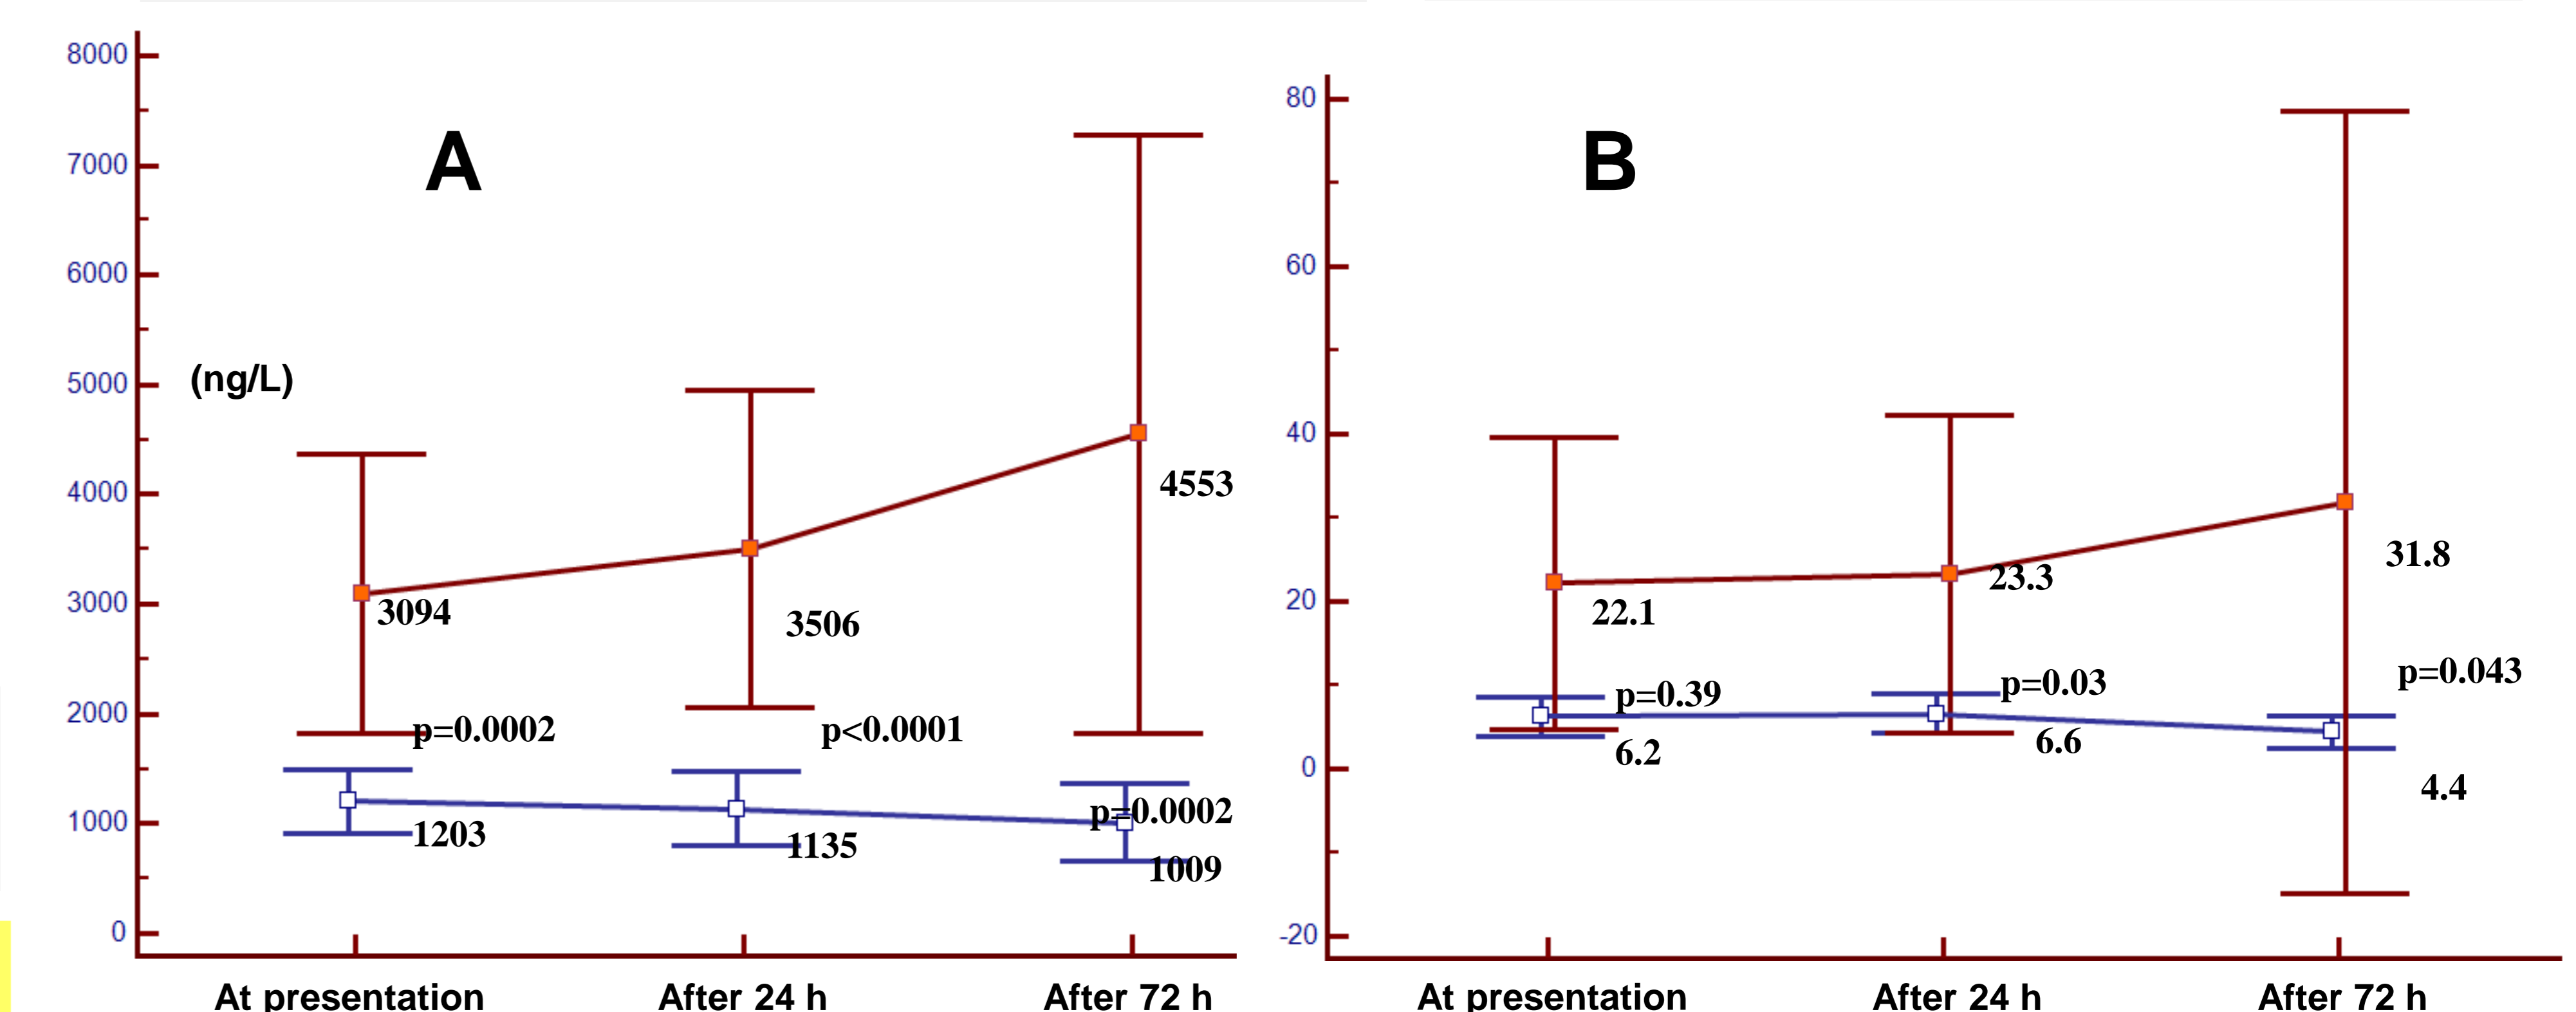 A
8000
7000
6000
5000
4000
3000
2000
1000
0
(ng/L)
3094
3506
4553
p=0.0002
p<0.0001
p=0.0002
1203
1135
1009
At presentation
After 24 h
After 72 h
B
80
60
40
20
0
-20
22.1
23.3
31.8
p=0.39
p=0.03
p=0.043
6.2
6.6
4.4
At presentation
After 24 h
After 72 h